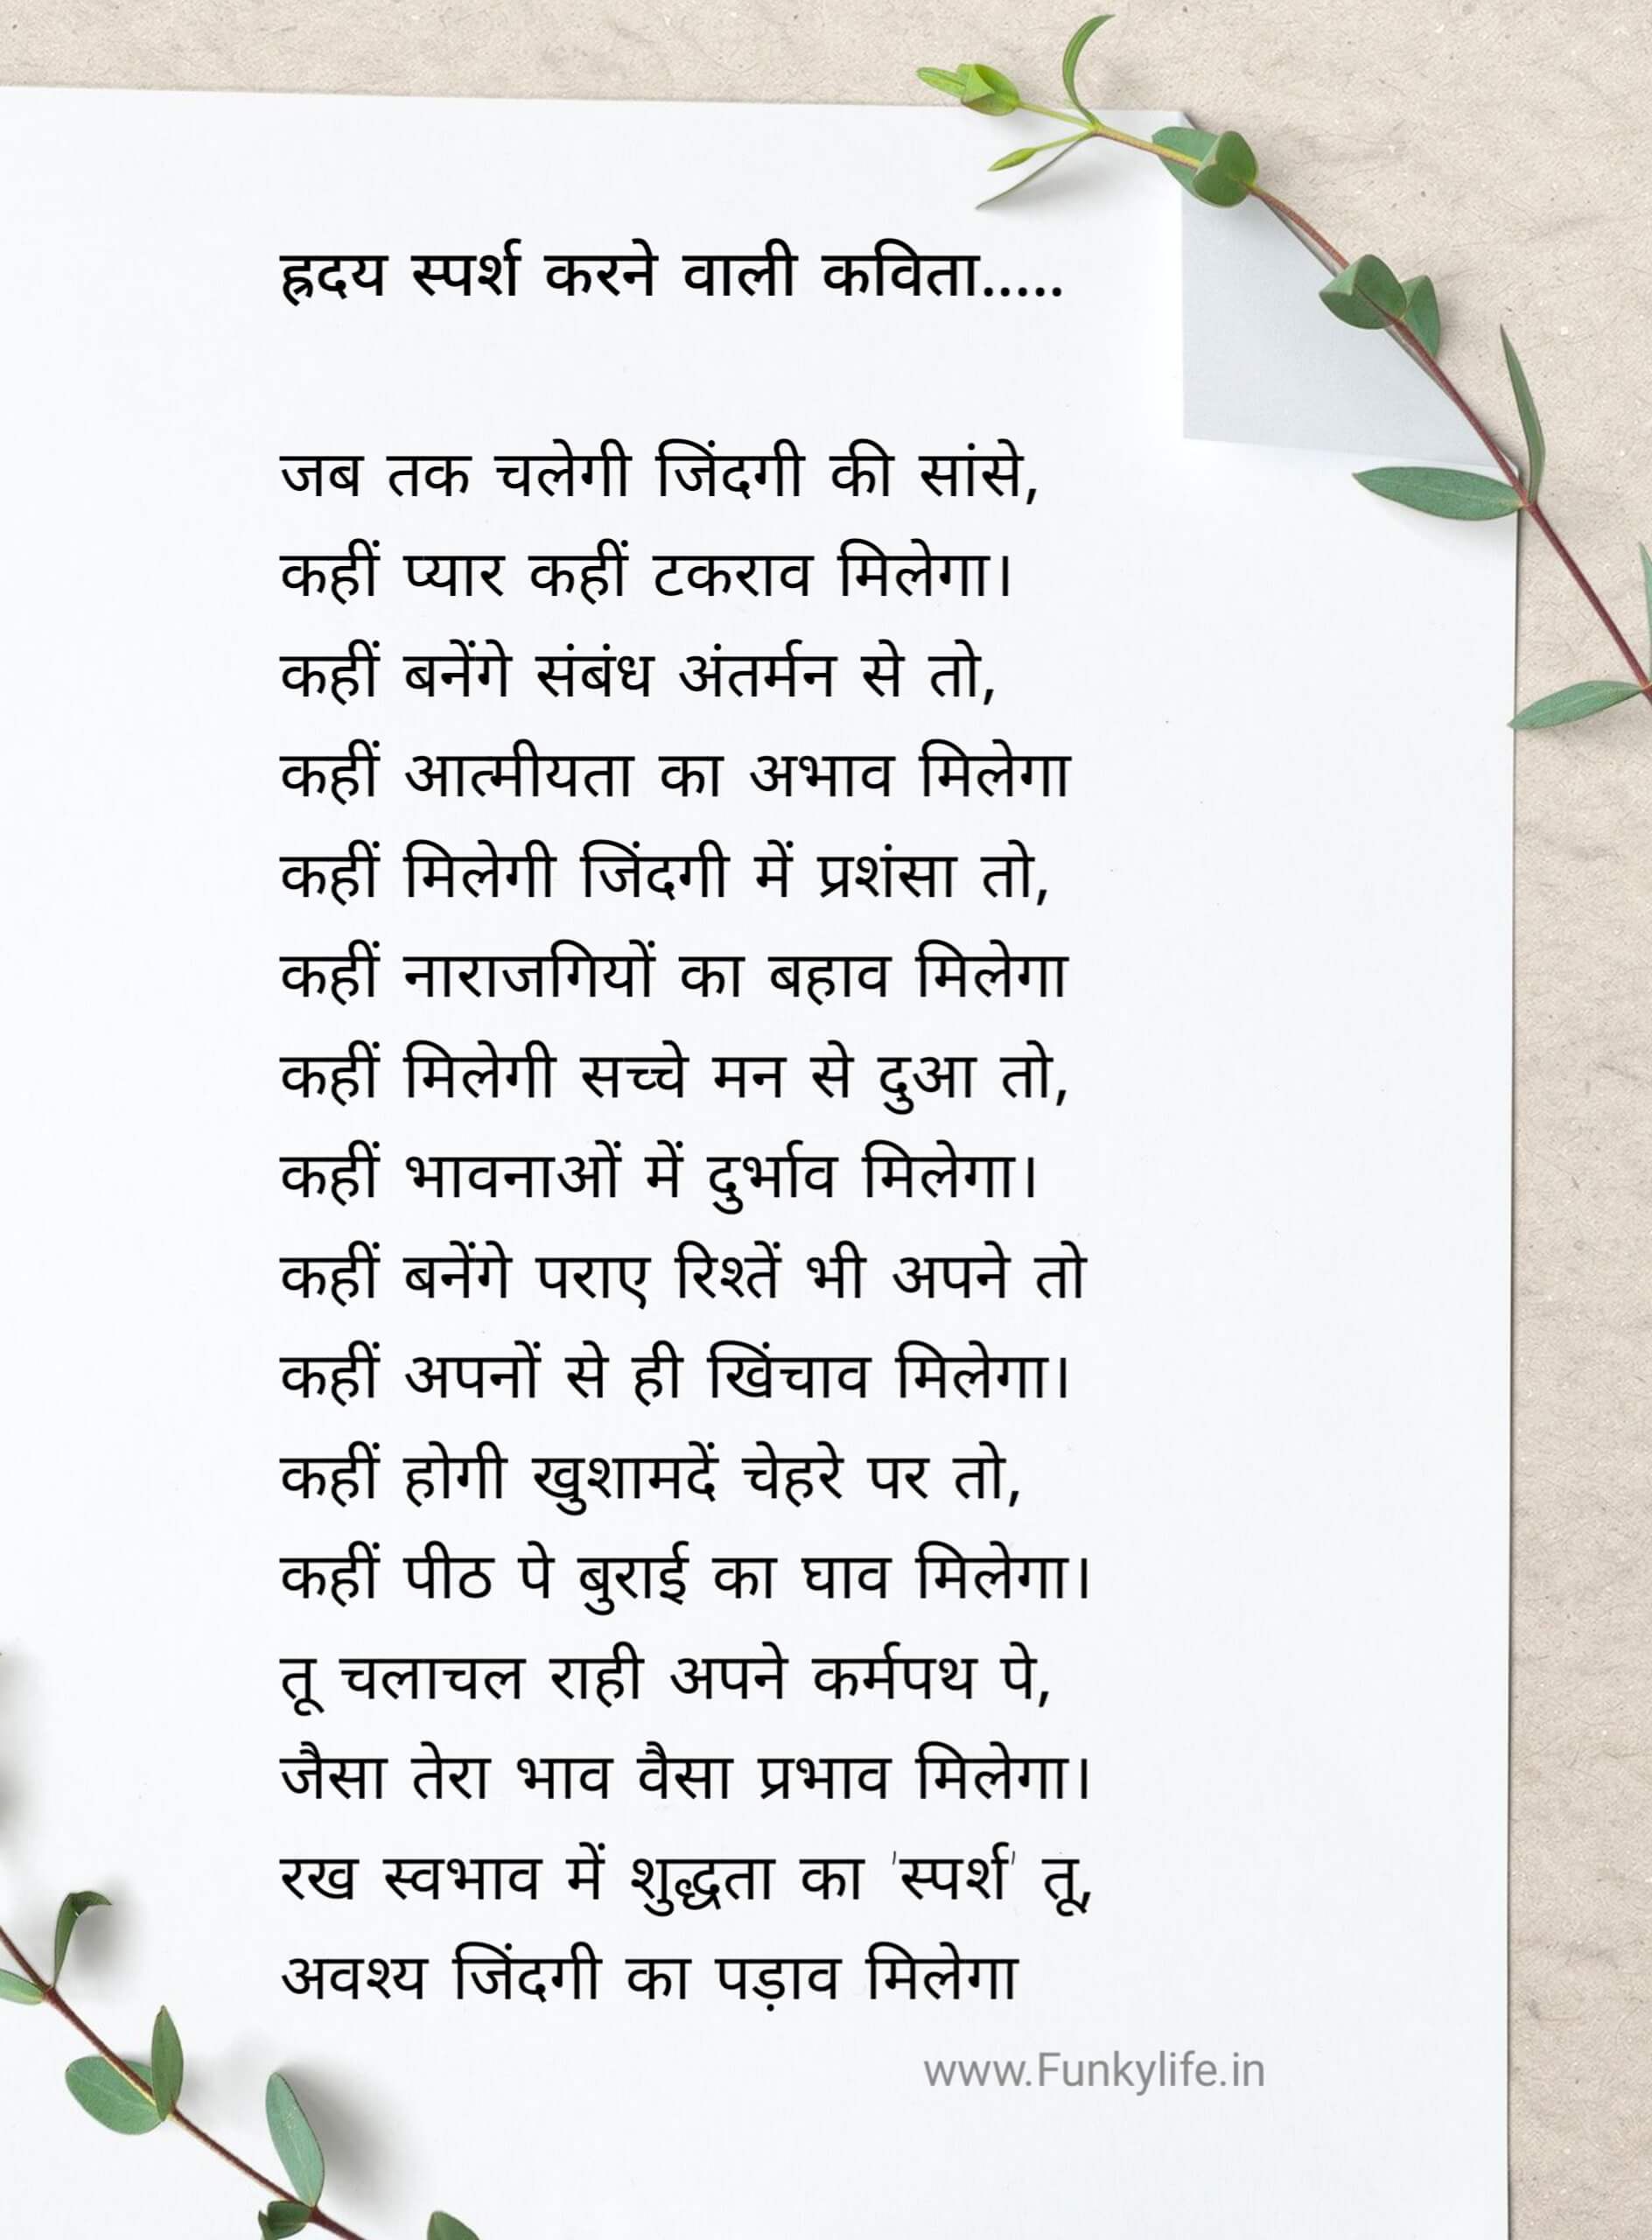 ह्रदय स्पर्श करने वाली कविता.....
जब तक चलेगी जिंदगी की सांसे,
कहीं प्यार कहीं टकराव मिलेगा।
कहीं बनेंगे संबंध अंतर्मन से तो,
कहीं आत्मीयता का अभाव मिलेगा
कहीं मिलेगी जिंदगी में प्रशंसा तो,
कहीं नाराजगियों का बहाव मिलेगा
कहीं मिलेगी सच्चे मन से दुआ तो,
कहीं भावनाओं में दुर्भाव मिलेगा।
कहीं बनेंगे पराए रिश्तें भी अपने तो
कहीं अपनों से ही खिंचाव मिलेगा।
कहीं होगी खुशामदें चेहरे पर तो,
कहीं पीठ पे बुराई का घाव मिलेगा।
तू चलाचल राही अपने कर्मपथ पे,
जैसा तेरा भाव वैसा प्रभाव मिलेगा।
रख स्वभाव में शुद्धता का 'स्पर्श' तू,
अवश्य जिंदगी का पड़ाव मिलेगा
www.Funkylife.in